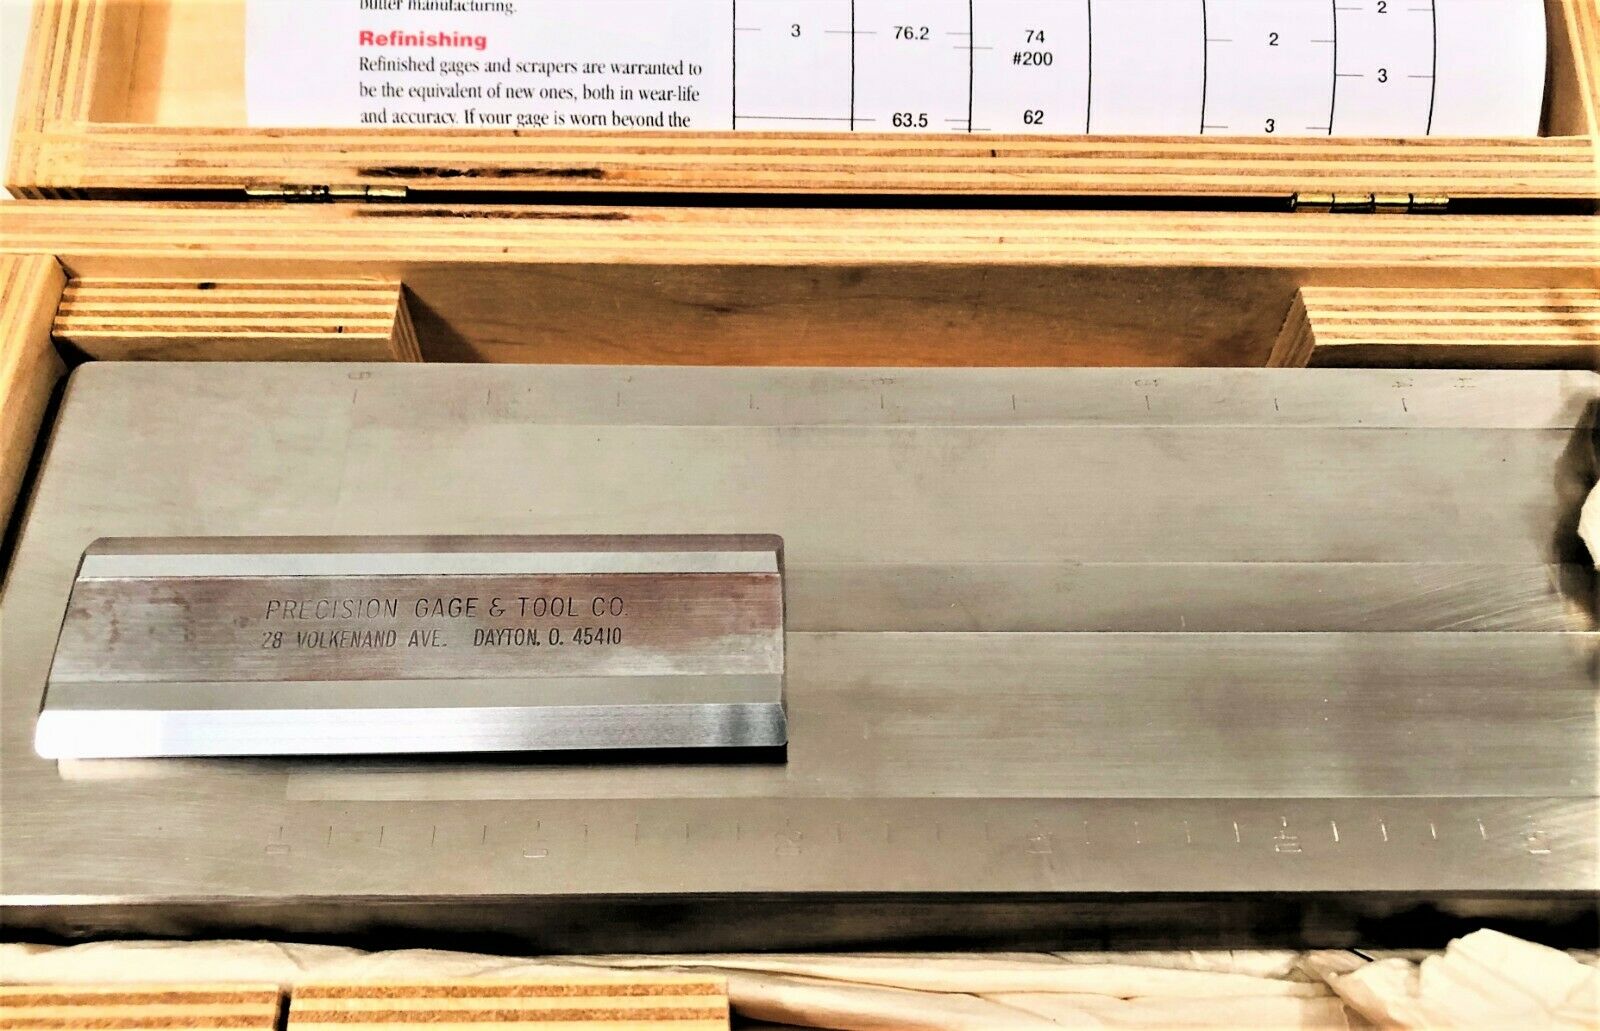 butter manufacturing.
Refinishing
Refinished gages and scrapers are warranted to
be the equivalent of new ones, both in wear-life
and accuracy. If your gage is worn beyond the
2
3 76.2 74 2
#200
3
63.5 62 3
PRECISION GAGE & TOOL CO.
28 VOLKENAND AVE. DAYTON, O. 45410